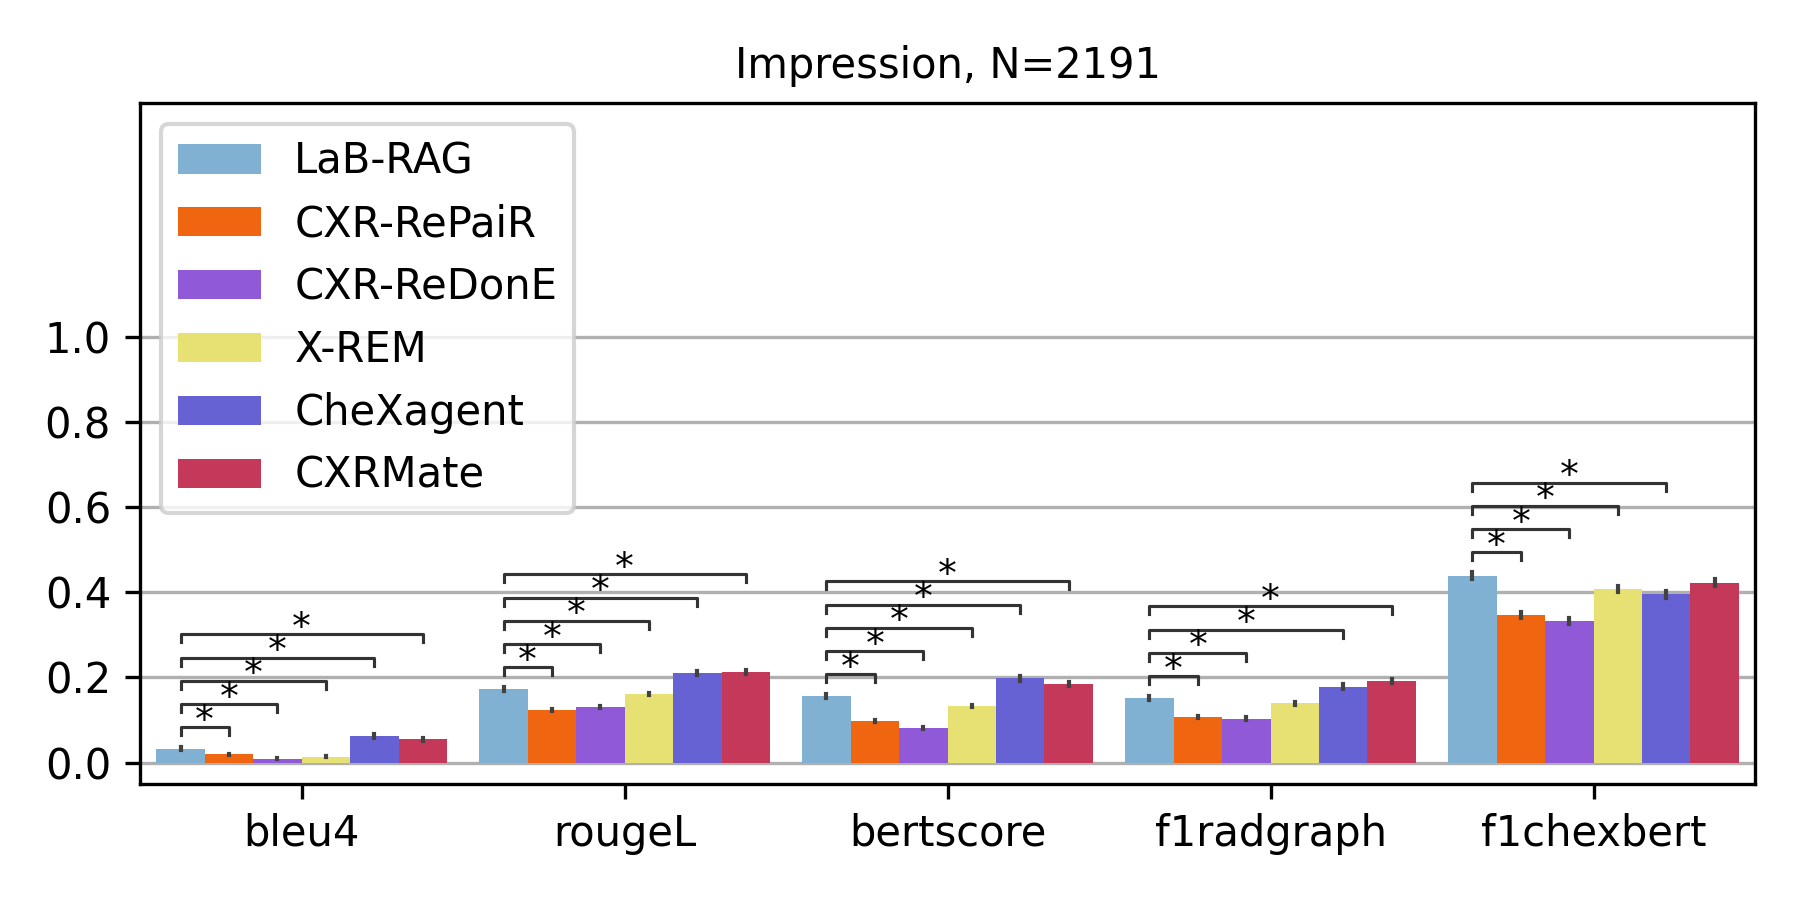 Impression, N=2191
LaB-RAG
CXR-RePaiR
CXR-ReDonE
X-REM
CheXagent
CXRMate
1.0
0.8
0.6
0.4
0.2
0.0
* * * *
* * * * *
* * * * *
* * * *
* * * * *
bleu4 rougeL bertscore f1radgraph f1chexbert